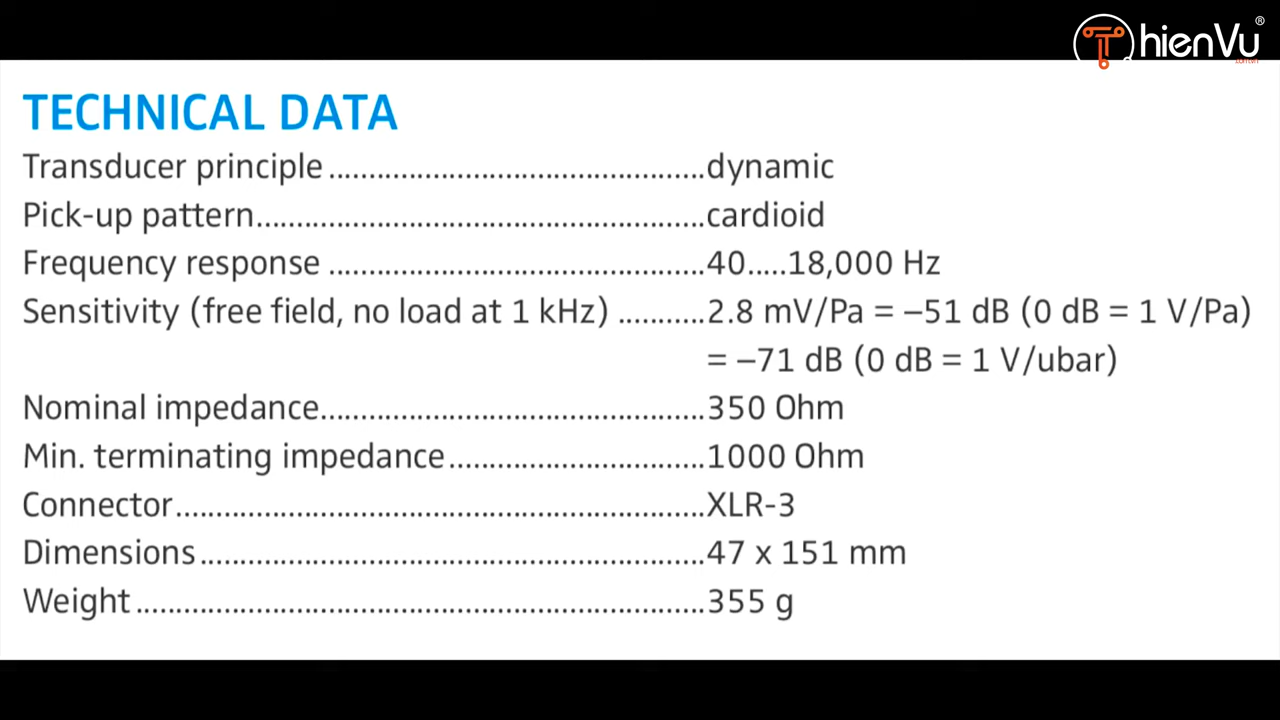 ThienVu®
.com.vn
TECHNICAL DATA
Transducer principle ..............................................dynamic
Pick-up pattern.......................................................cardioid
Frequency response ..............................................40.....18,000 Hz
Sensitivity (free field, no load at 1 kHz) ...........2.8 mV/Pa = –51 dB (0 dB = 1 V/Pa)
= –71 dB (0 dB = 1 V/ubar)
Nominal impedance...............................................350 Ohm
Min. terminating impedance................................1000 Ohm
Connector.................................................................XLR-3
Dimensions..............................................................47 x 151 mm
Weight......................................................................355 g